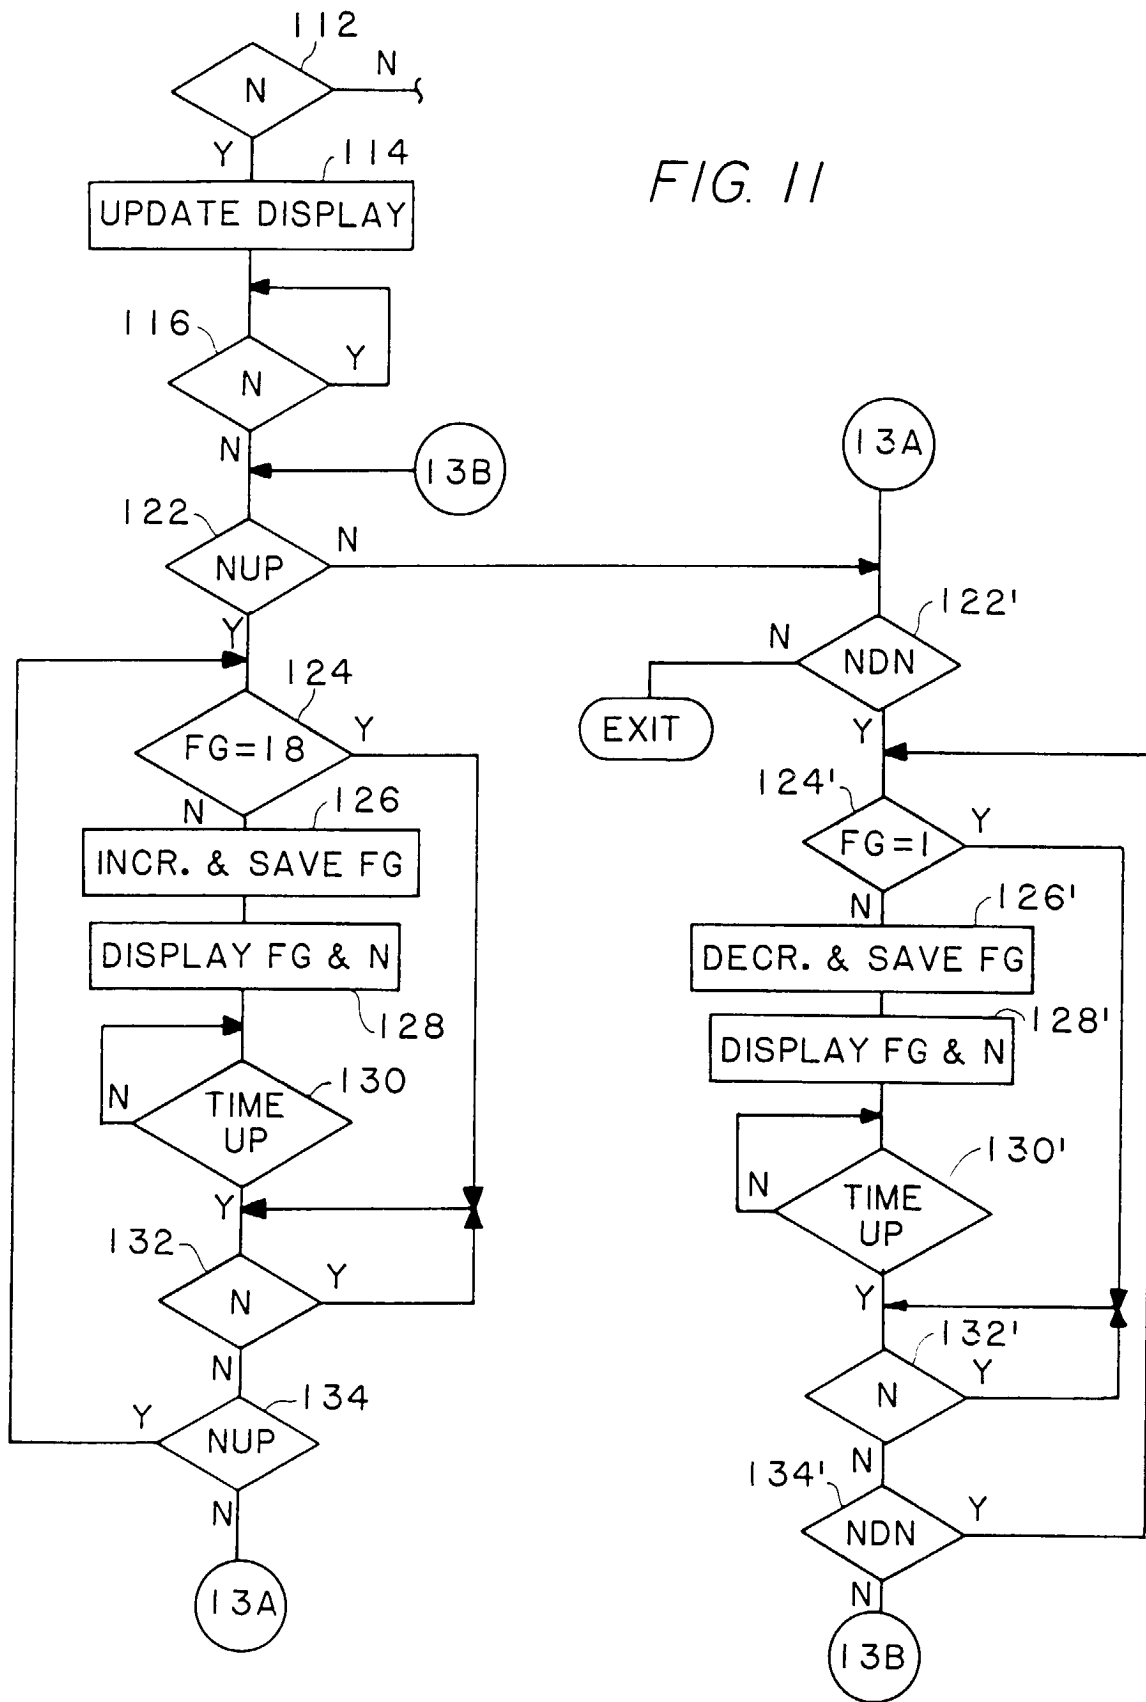 112
N
N
Y
114
FIG. 11
UPDATE DISPLAY
116
Y
N
N
13B
13A
122
N
NUP
Y
122'
N
NDN
EXIT
Y
124
Y
FG=18
N
126
INCR. & SAVE FG
DISPLAY FG & N
128
130
N
TIME
UP
Y
132
Y
N
N
134
Y
NUP
N
13A
124'
Y
FG=1
N
126'
DECR. & SAVE FG
128'
DISPLAY FG & N
130'
N
TIME
UP
Y
132'
Y
N
N
134'
Y
NDN
N
13B